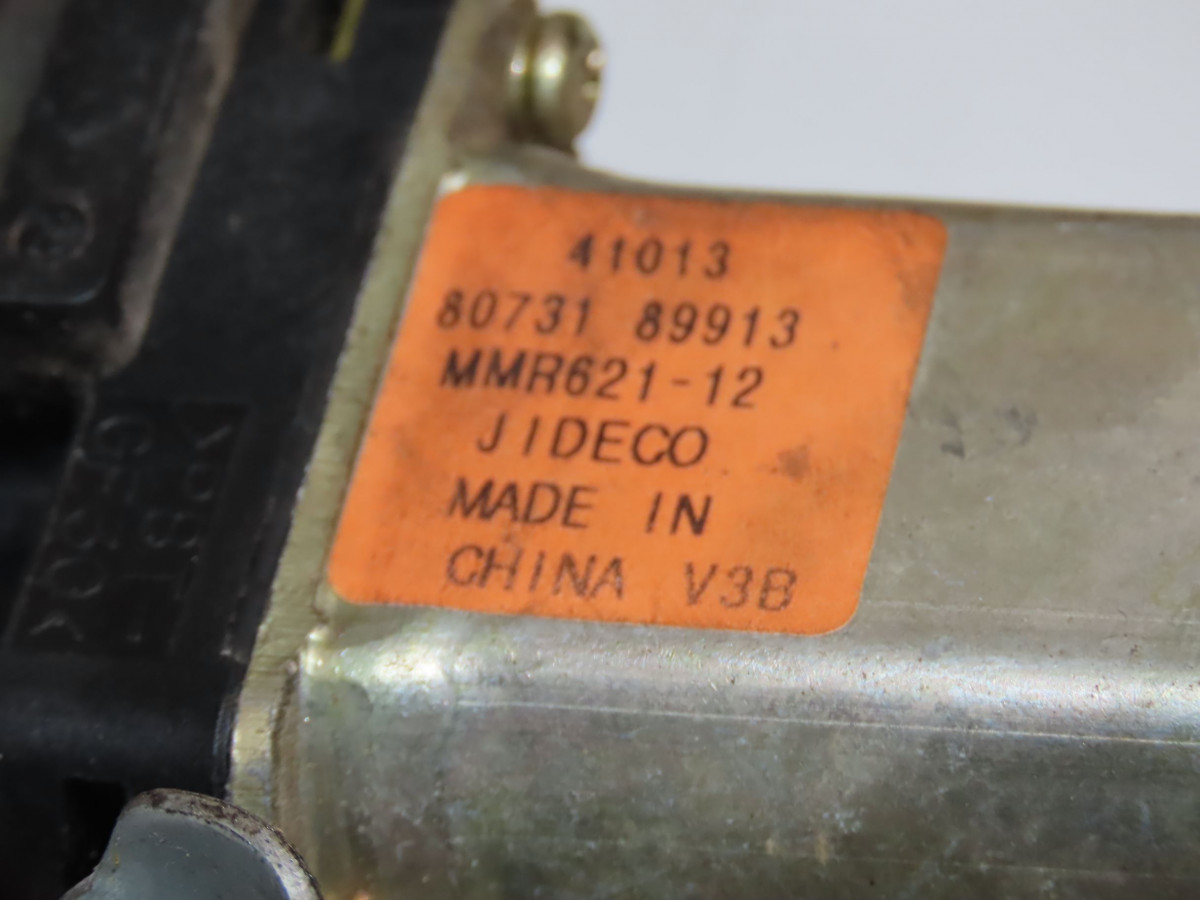 41013
80731 89913
MMR621-12
JIDECO
MADE IN
CHINA V3B